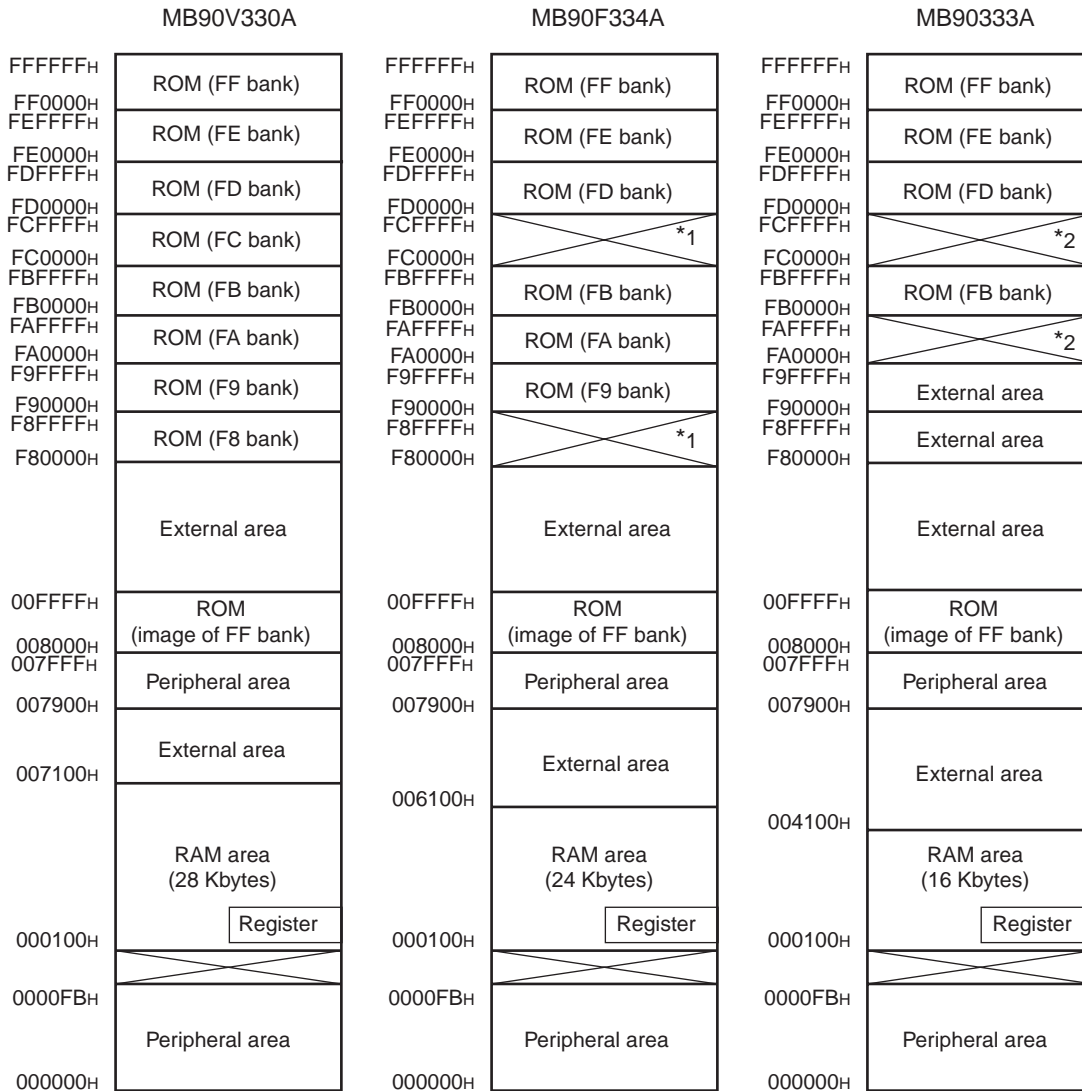 MB90V330A
FFFFFFH
ROM (FF bank)
FF0000H
FEFFFFH
ROM (FE bank)
FE0000H
FDFFFFH
ROM (FD bank)
FD0000H
FCFFFFH
ROM (FC bank)
FC0000H
FBFFFFH
ROM (FB bank)
FB0000H
FAFFFFH
ROM (FA bank)
FA0000H
F9FFFFH
ROM (F9 bank)
F90000H
F8FFFFH
ROM (F8 bank)
F80000H
External area
00FFFFH
ROM
(image of FF bank)
008000H
007FFFH
Peripheral area
007900H
External area
007100H
RAM area
(28 Kbytes)
Register
000100H
0000FBH
Peripheral area
000000H
MB90F334A
FFFFFFH
ROM (FF bank)
FF0000H
FEFFFFH
ROM (FE bank)
FE0000H
FDFFFFH
ROM (FD bank)
FD0000H
FCFFFFH
*1
FC0000H
FBFFFFH
ROM (FB bank)
FB0000H
FAFFFFH
ROM (FA bank)
FA0000H
F9FFFFH
ROM (F9 bank)
F90000H
F8FFFFH
*1
F80000H
External area
00FFFFH
ROM
(image of FF bank)
008000H
007FFFH
Peripheral area
007900H
External area
006100H
RAM area
(24 Kbytes)
Register
000100H
0000FBH
Peripheral area
000000H
MB90333A
FFFFFFH
ROM (FF bank)
FF0000H
FEFFFFH
ROM (FE bank)
FE0000H
FDFFFFH
ROM (FD bank)
FD0000H
FCFFFFH
*2
FC0000H
FBFFFFH
ROM (FB bank)
FB0000H
FAFFFFH
*2
FA0000H
F9FFFFH
External area
F90000H
F8FFFFH
External area
F80000H
External area
00FFFFH
ROM
(image of FF bank)
008000H
007FFFH
Peripheral area
007900H
External area
004100H
RAM area
(16 Kbytes)
Register
000100H
0000FBH
Peripheral area
000000H